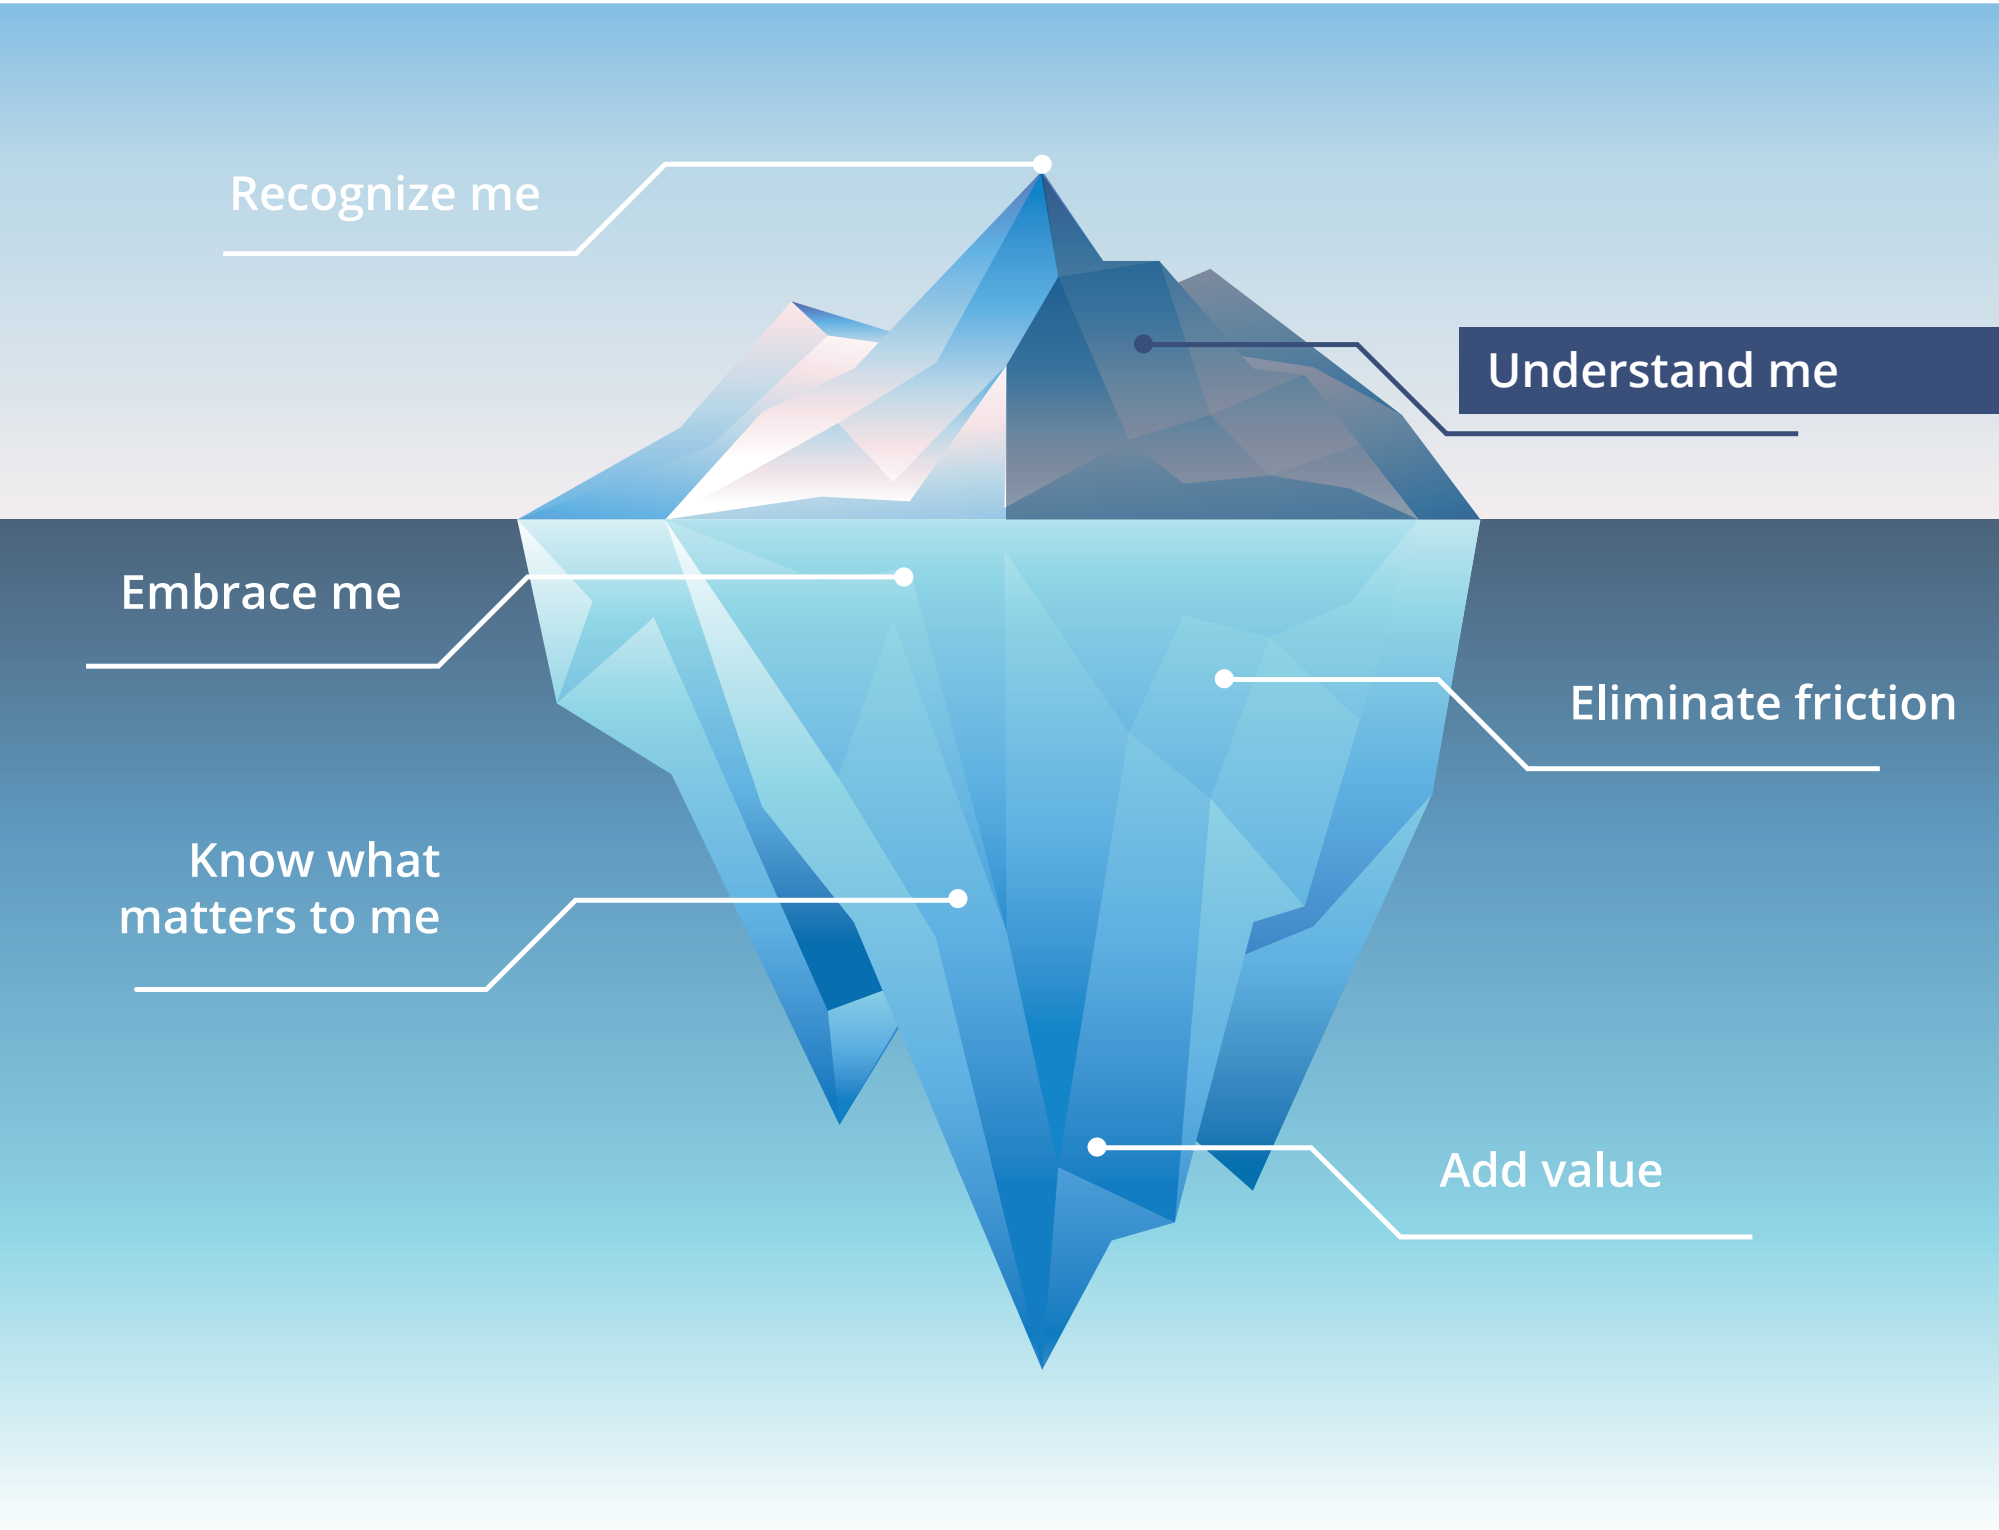 Recognize me
Understand me
Embrace me
Eliminate friction
Know what
matters to me
Add value